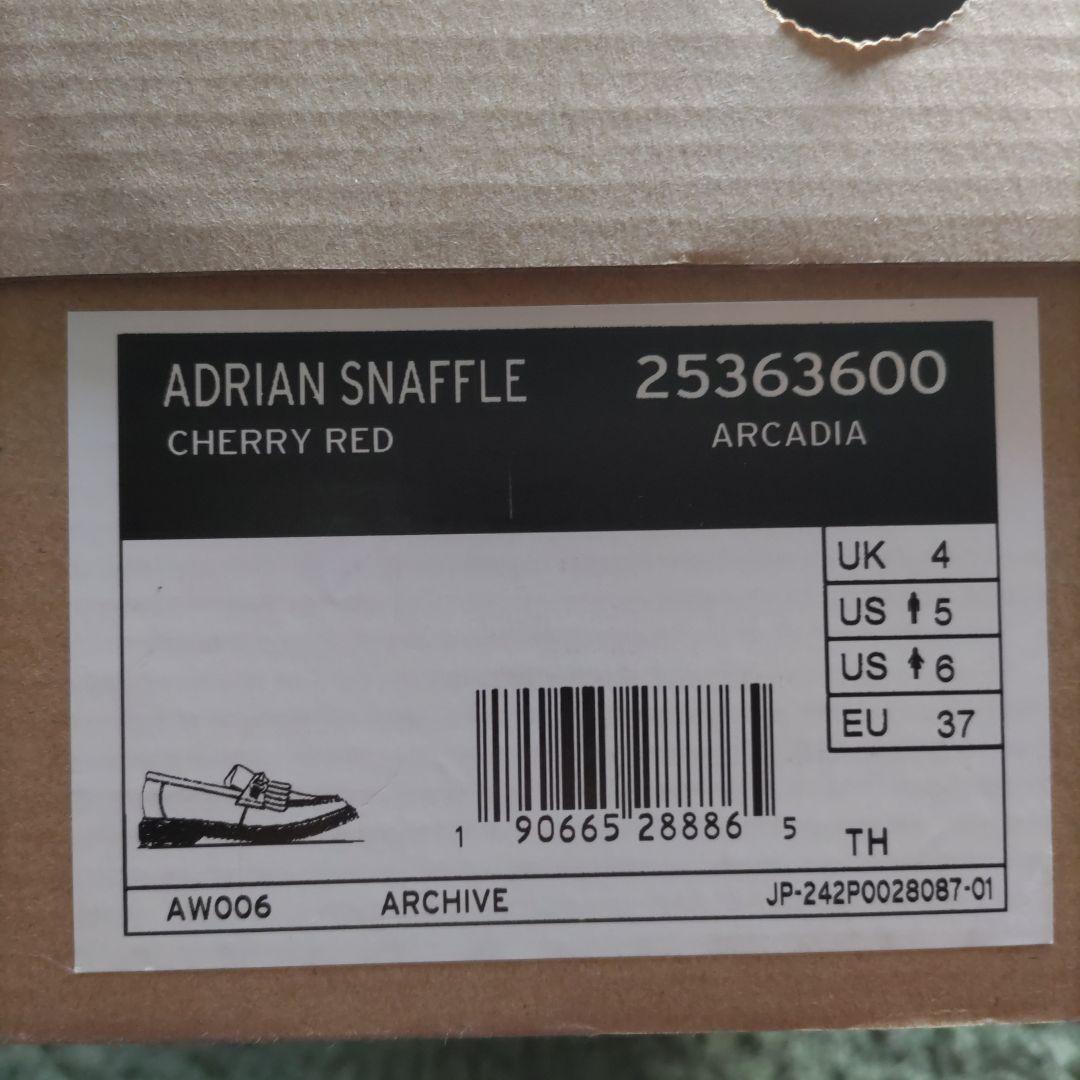 ADRIAN SNAFFLE 25363600
CHERRY RED ARCADIA
UK 4
US 5
US 6
EU 37
1 90665 28886 5
TH
AW006 ARCHIVE JP-242P0028087-01